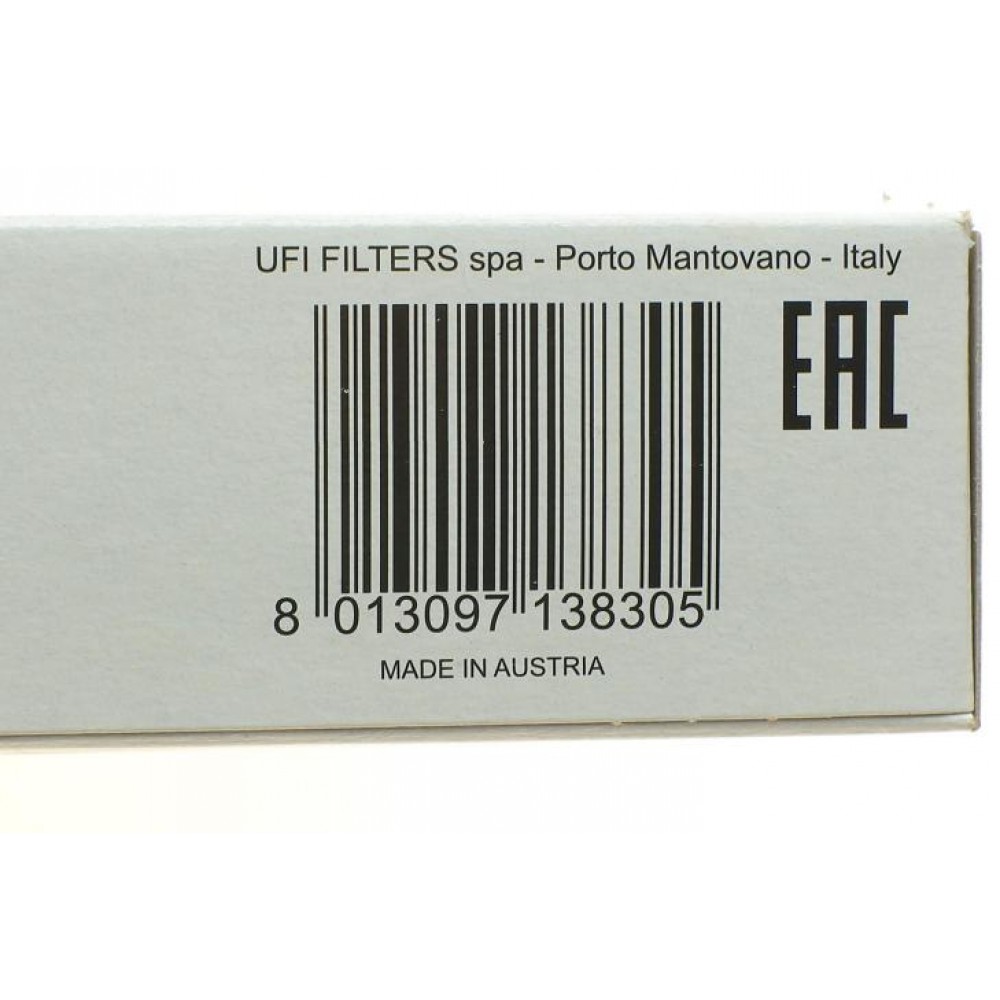 UFI FILTERS spa - Porto Mantovano - Italy
EAC
8 013097 138305
MADE IN AUSTRIA